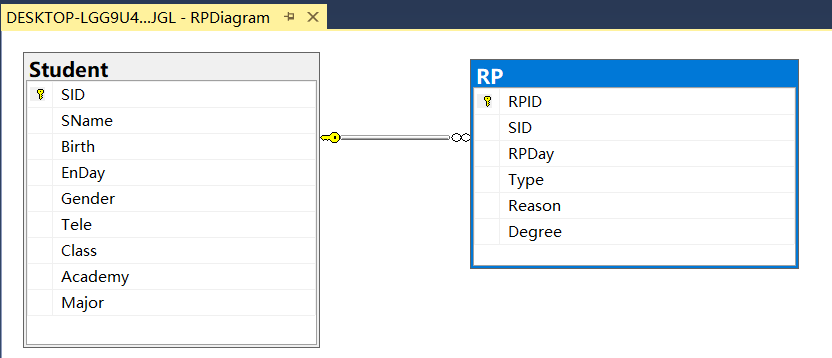 DESKTOP-LGG9U4...JGL - RPDiagram
Student
SID
SName
Birth
EnDay
Gender
Tele
Class
Academy
Major
RP
RPID
SID
RPDay
Type
Reason
Degree